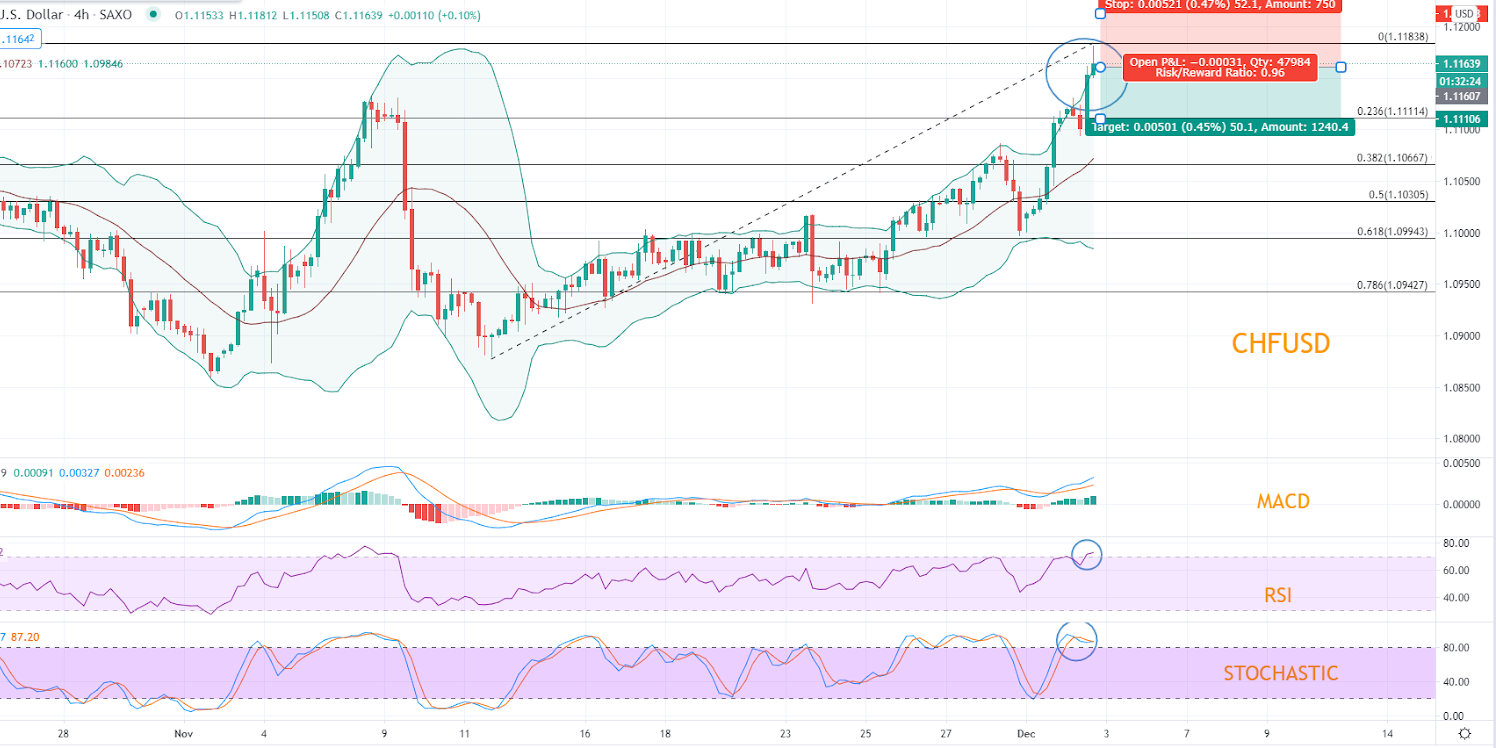 Stop: 0.00521 (0.47%) 52.1, Amount: 750
U.S. Dollar · 4h · SAXO O1.11533 H1.11812 L1.11508 C1.11639 +0.00110 (+0.10%)
USD
1.12000
.11642
0(1.11838)
.10723 1.11600 1.09846
1.11639
01:32:24
Open P&L: −0.00031, Qty: 47984
Risk/Reward Ratio: 0.96
1.11607
0.236(1.11114)
1.11106
Target: 0.00501 (0.45%) 50.1, Amount: 1240.4
1.11000
0.382(1.10667)
1.10500
0.5(1.10305)
0.618(1.09943)
1.10000
0.786(1.09427)
1.09500
CHFUSD
1.09000
1.08500
1.08000
9 0.00091 0.00327 0.00236
0.00500
MACD
0.00000
80.00
2
60.00
RSI
40.00
7 87.20
80.00
STOCHASTIC
40.00
0.00
28 Nov 4 9 11 16 18 23 25 27 Dec 3 7 9 14